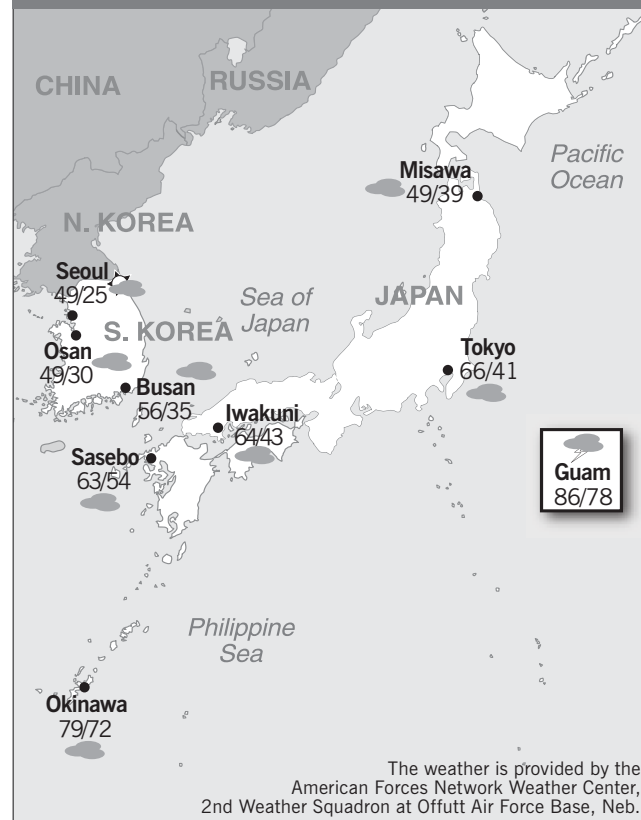 CHINA
RUSSIA
Pacific
Ocean
Misawa
49/39
N. KOREA
Seoul
49/25
Sea of
Japan
JAPAN
S. KOREA
Osan
49/30
Busan
56/35
Tokyo
66/41
Iwakuni
64/43
Sasebo
63/54
Guam
86/78
Philippine
Sea
Okinawa
79/72
The weather is provided by the
American Forces Network Weather Center,
2nd Weather Squadron at Offutt Air Force Base, Neb.